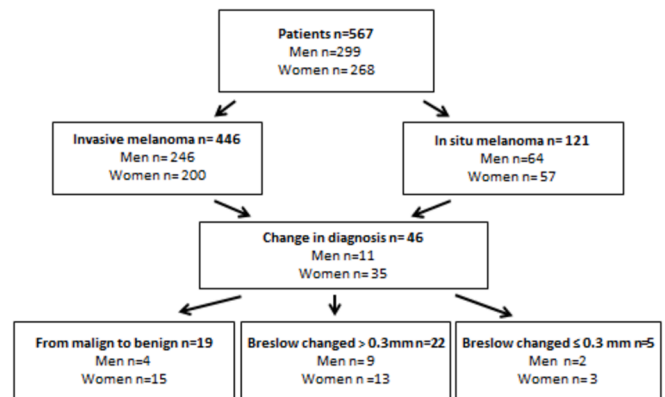 Patients n=567
Men n=299
Women n= 268
Invasive melanoma n= 446
Men n= 246
Women n= 200
In situ melanoma n= 121
Men n=64
Women n= 57
Change in diagnosis n= 46
Men n=11
Women n= 35
From malign to benign n=19
Men n=4
Women n=15
Breslow changed > 0.3mm n=22
Men n= 9
Women n =13
Breslow changed ≤ 0.3 mm n=5
Men n=2
Women n= 3